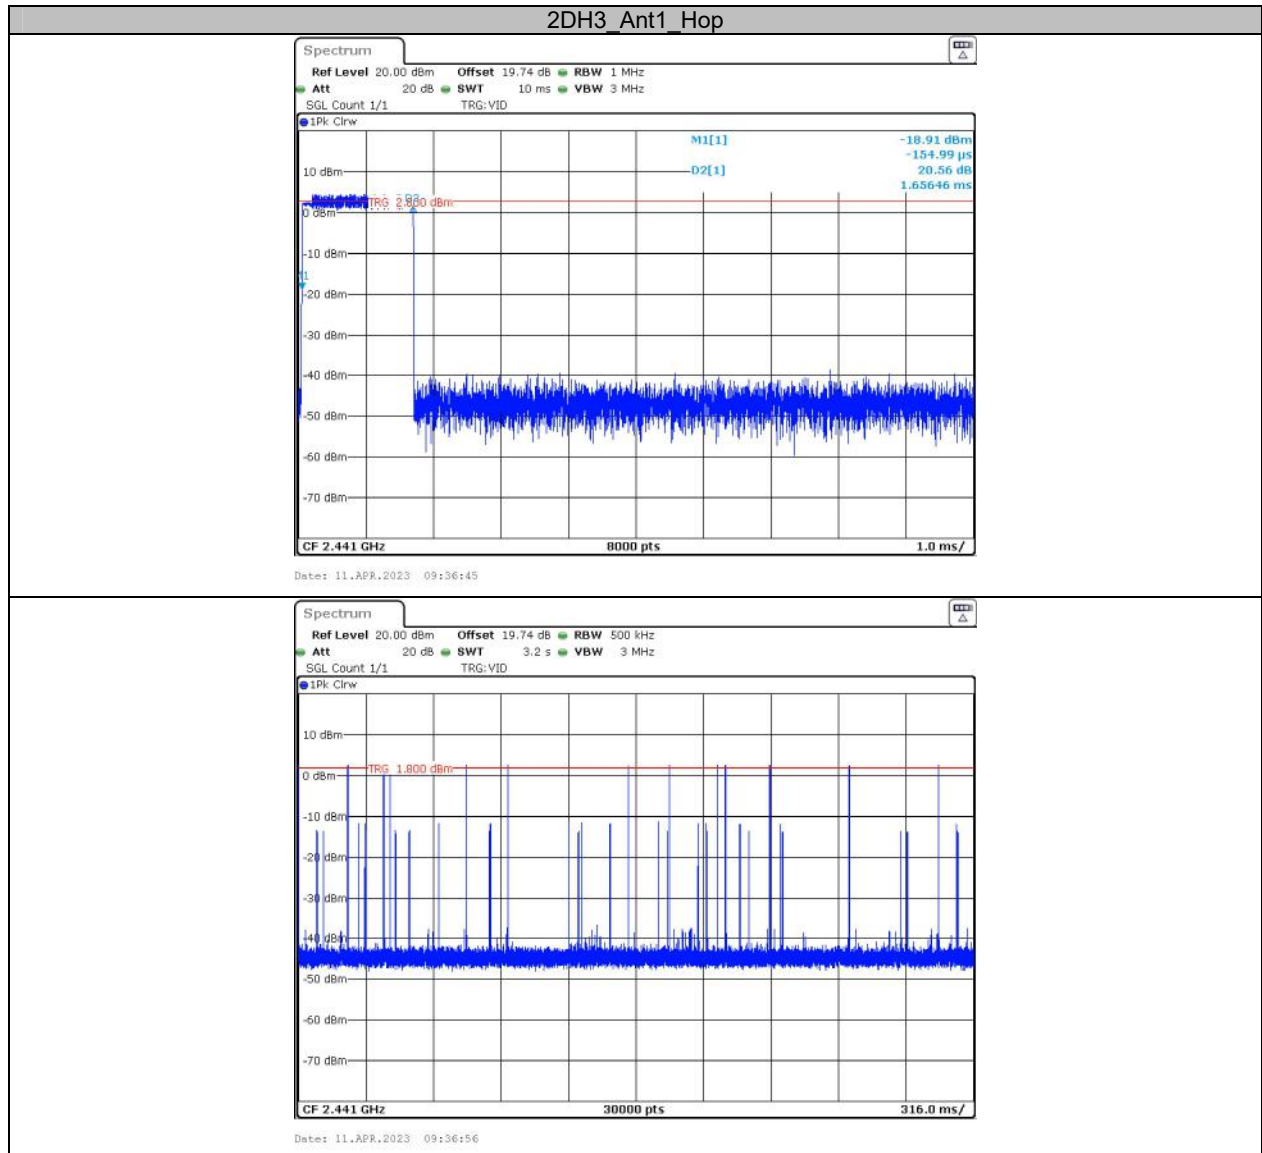 2DH3_Ant1_Hop
Spectrum
Ref Level 20.00 dBm Offset 19.74 dB RBW 1 MHz
Att 20 dB SWT 10 ms VBW 3 MHz
SGL Count 1/1 TRG:VID
1Pk Clrw
M1[1] -18.91 dBm
-154.99 µs
D2[1] 20.56 dB
1.65646 ms
10 dBm
TRG 2.800 dBm
0 dBm
-10 dBm
-20 dBm
-30 dBm
-40 dBm
-50 dBm
-60 dBm
-70 dBm
CF 2.441 GHz 8000 pts 1.0 ms/
Date: 11.APR.2023 09:36:45
Spectrum
Ref Level 20.00 dBm Offset 19.74 dB RBW 500 kHz
Att 20 dB SWT 3.2 s VBW 3 MHz
SGL Count 1/1 TRG:VID
1Pk Clrw
10 dBm
TRG 1.800 dBm
0 dBm
-10 dBm
-20 dBm
-30 dBm
-40 dBm
-50 dBm
-60 dBm
-70 dBm
CF 2.441 GHz 30000 pts 316.0 ms/
Date: 11.APR.2023 09:36:56